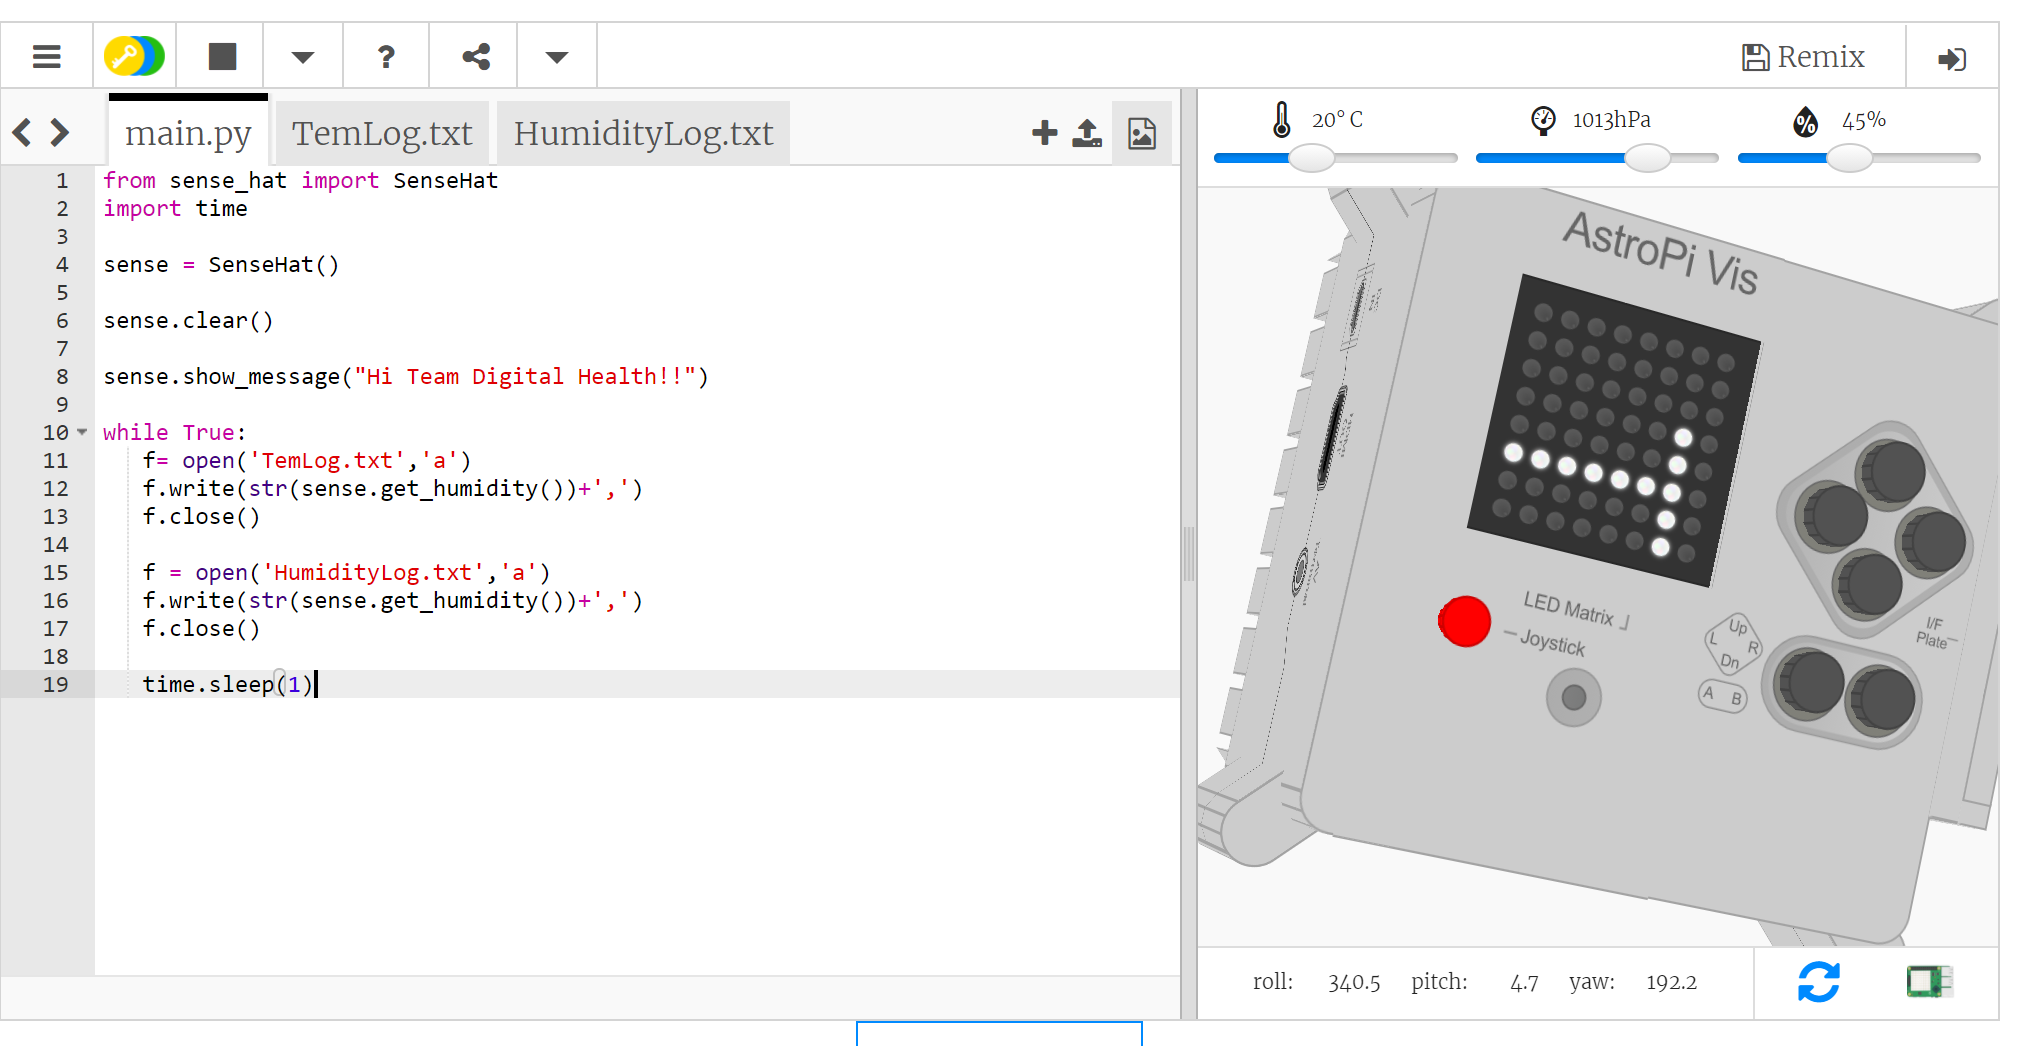 ?
Remix
main.py TemLog.txt HumidityLog.txt
20° C 1013hPa 45%
1 from sense_hat import SenseHat
2 import time
3
4 sense = SenseHat()
5
6 sense.clear()
7
8 sense.show_message("Hi Team Digital Health!!")
9
10 while True:
11 f= open('TemLog.txt','a')
12 f.write(str(sense.get_humidity())+',')
13 f.close()
14
15 f = open('HumidityLog.txt','a')
16 f.write(str(sense.get_humidity())+',')
17 f.close()
18
19 time.sleep(1)
AstroPi Vis
LED Matrix
Joystick
Up
L R
Dn
A B
I/F
Plate
roll: 340.5 pitch: 4.7 yaw: 192.2